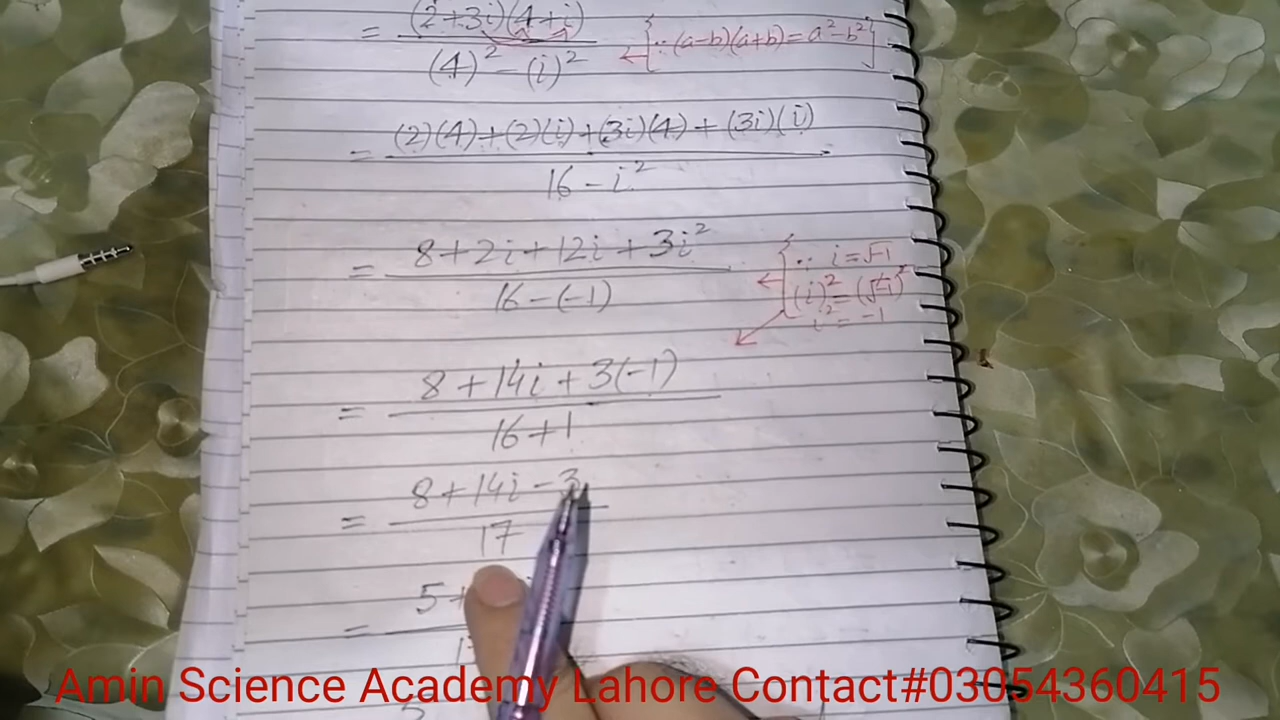 = (2+3i)(4+i) / (4)² - (i)² {∵ (a-b)(a+b) = a²-b²}
= (2)(4)+(2)(i)+(3i)(4)+(3i)(i) / 16 - i²
= 8+2i+12i+3i² / 16-(-1) {∵ i=√-1
(i)²=(√-1)²
i²=-1
= 8+14i+3(-1) / 16+1
= 8+14i-3 / 17
= 5+
5
Amin Science Academy Lahore Contact#03054360415